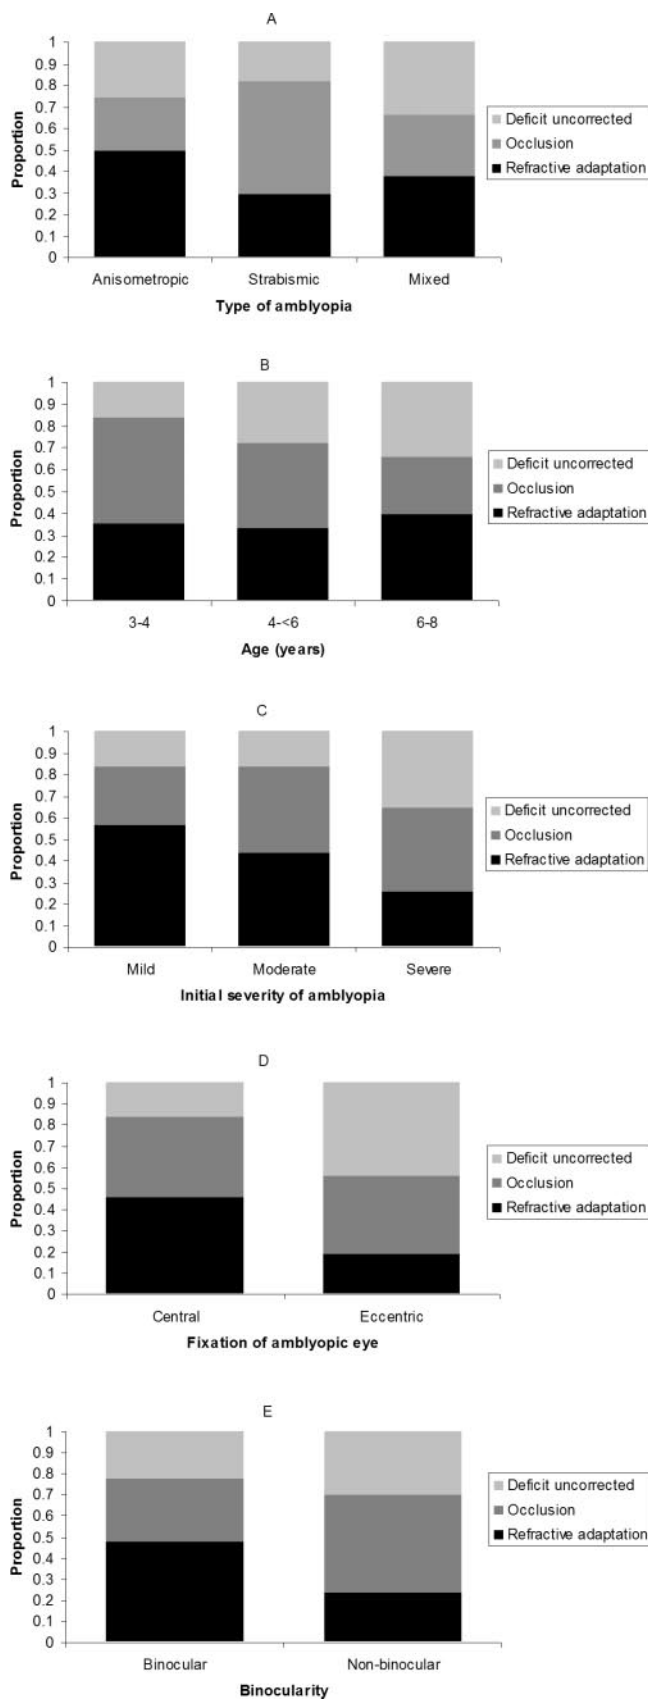 A
Proportion
1
0.9
0.8
0.7
0.6
0.5
0.4
0.3
0.2
0.1
0
Deficit uncorrected
Occlusion
Refractive adaptation
Anisometropic Strabismic Mixed
Type of amblyopia
B
Proportion
1
0.9
0.8
0.7
0.6
0.5
0.4
0.3
0.2
0.1
0
Deficit uncorrected
Occlusion
Refractive adaptation
3-4 4-<6 6-8
Age (years)
C
Proportion
1
0.9
0.8
0.7
0.6
0.5
0.4
0.3
0.2
0.1
0
Deficit uncorrected
Occlusion
Refractive adaptation
Mild Moderate Severe
Initial severity of amblyopia
D
Proportion
1
0.9
0.8
0.7
0.6
0.5
0.4
0.3
0.2
0.1
0
Deficit uncorrected
Occlusion
Refractive adaptation
Central Eccentric
Fixation of amblyopic eye
E
Proportion
1
0.9
0.8
0.7
0.6
0.5
0.4
0.3
0.2
0.1
0
Deficit uncorrected
Occlusion
Refractive adaptation
Binocular Non-binocular
Binocularity